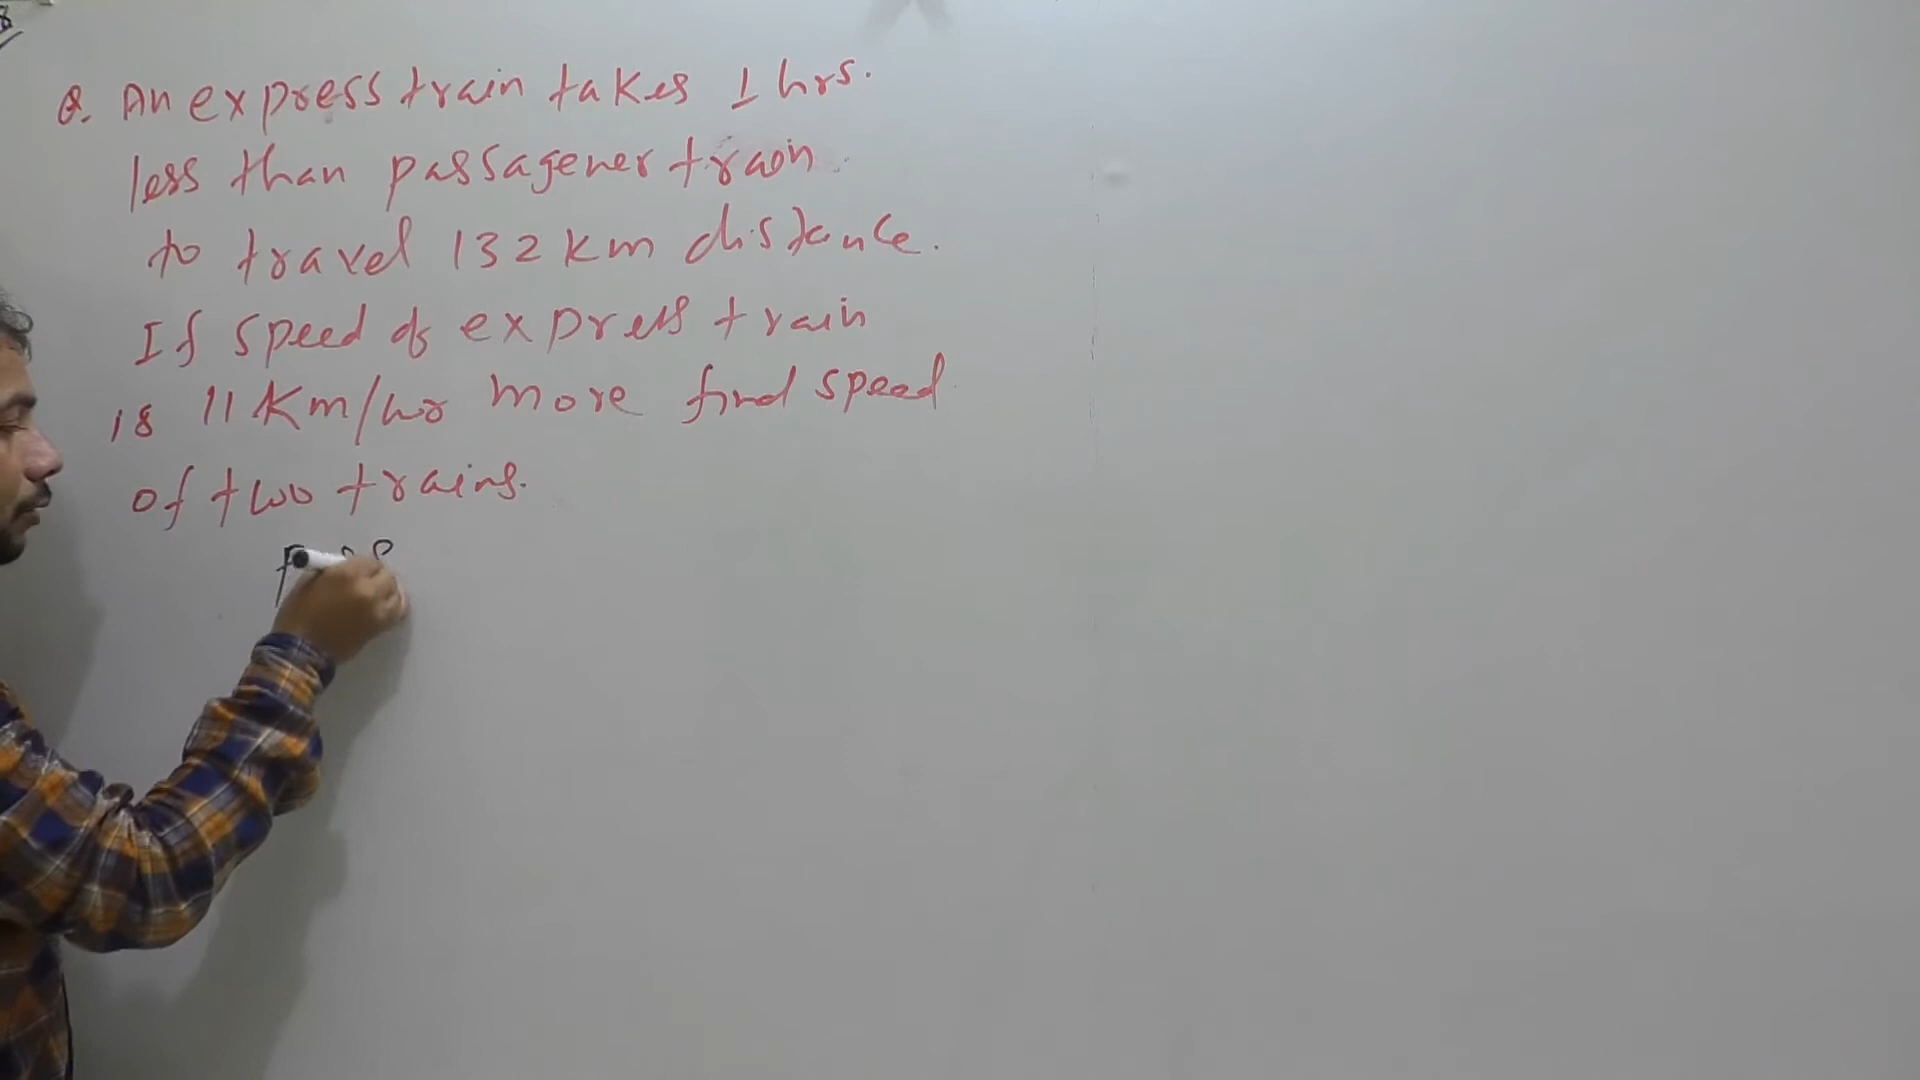 8
Q. An express train takes 1 hrs.
less than passagener train
to travel 132 km distance.
If speed of express train
is 11 Km/hr more find speed
of two trains.